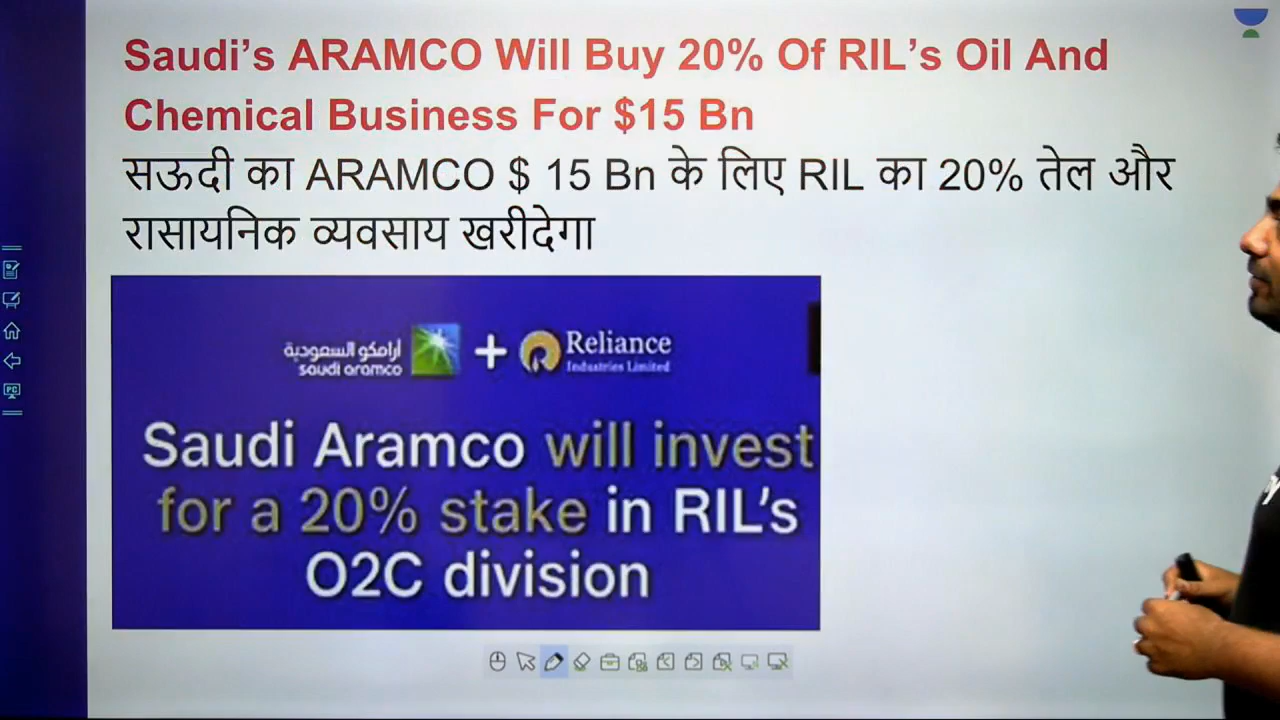 Saudi's ARAMCO Will Buy 20% Of RIL's Oil And
Chemical Business For $15 Bn
सऊदी का ARAMCO $ 15 Bn के लिए RIL का 20% तेल और
रासायनिक व्यवसाय खरीदेगा
أرامكو السعودية
saudi aramco
+
Reliance
Industries Limited
Saudi Aramco will invest
for a 20% stake in RIL's
O2C division
PC